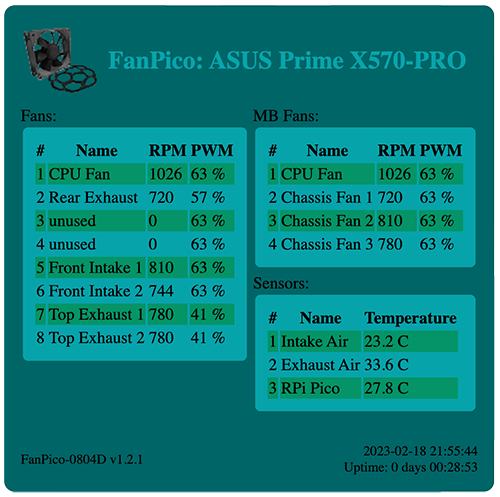 FanPico: ASUS Prime X570-PRO
Fans:
# Name RPM PWM
1 CPU Fan 1026 63 %
2 Rear Exhaust 720 57 %
3 unused 0 63 %
4 unused 0 63 %
5 Front Intake 1 810 63 %
6 Front Intake 2 744 63 %
7 Top Exhaust 1 780 41 %
8 Top Exhaust 2 780 41 %
MB Fans:
# Name RPM PWM
1 CPU Fan 1026 63 %
2 Chassis Fan 1 720 63 %
3 Chassis Fan 2 810 63 %
4 Chassis Fan 3 780 63 %
Sensors:
# Name Temperature
1 Intake Air 23.2 C
2 Exhaust Air 33.6 C
3 RPi Pico 27.8 C
FanPico-0804D v1.2.1
2023-02-18 21:55:44
Uptime: 0 days 00:28:53